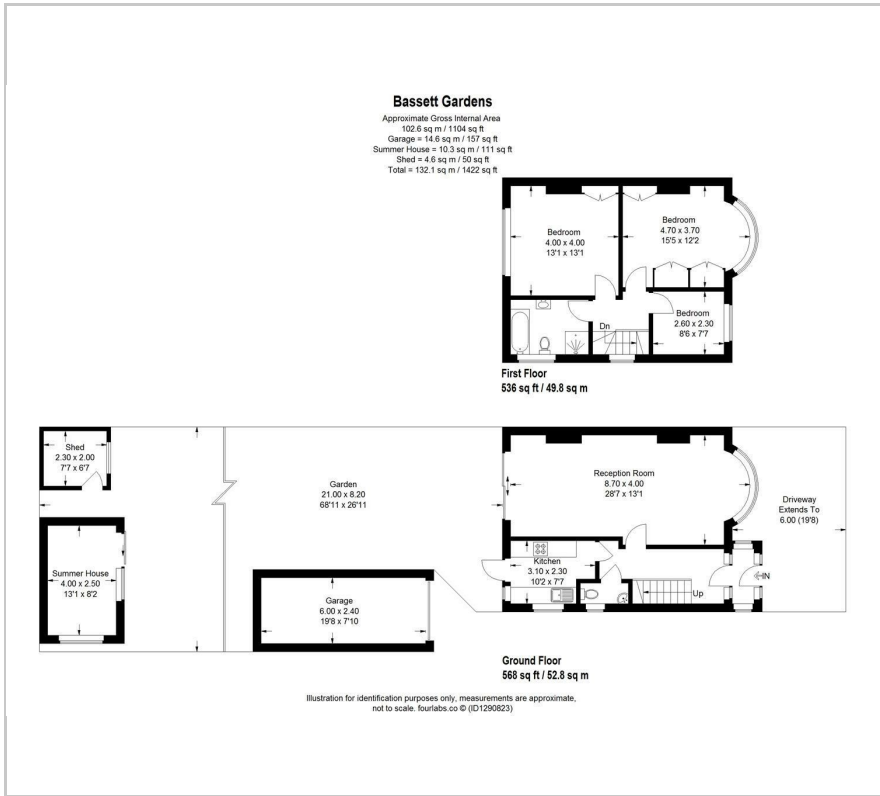 Bassett Gardens
Approximate Gross Internal Area
102.6 sq m / 1104 sq ft
Garage = 14.6 sq m / 157 sq ft
Summer House = 10.3 sq m / 111 sq ft
Shed = 4.6 sq m / 50 sq ft
Total = 132.1 sq m / 1422 sq ft
Bedroom
4.00 x 4.00
13'1 x 13'1
Bedroom
4.70 x 3.70
15'5 x 12'2
Bedroom
2.60 x 2.30
8'6 x 7'7
Dn
First Floor
536 sq ft / 49.8 sq m
Shed
2.30 x 2.00
7'7 x 6'7
Garden
21.00 x 8.20
68'11 x 26'11
Reception Room
8.70 x 4.00
28'7 x 13'1
Driveway
Extends To
6.00 (19'8)
Summer House
4.00 x 2.50
13'1 x 8'2
Garage
6.00 x 2.40
19'8 x 7'10
Kitchen
3.10 x 2.30
10'2 x 7'7
Up
IN
Ground Floor
568 sq ft / 52.8 sq m
Illustration for identification purposes only, measurements are approximate,
not to scale. fourlabs.co © (ID1290823)